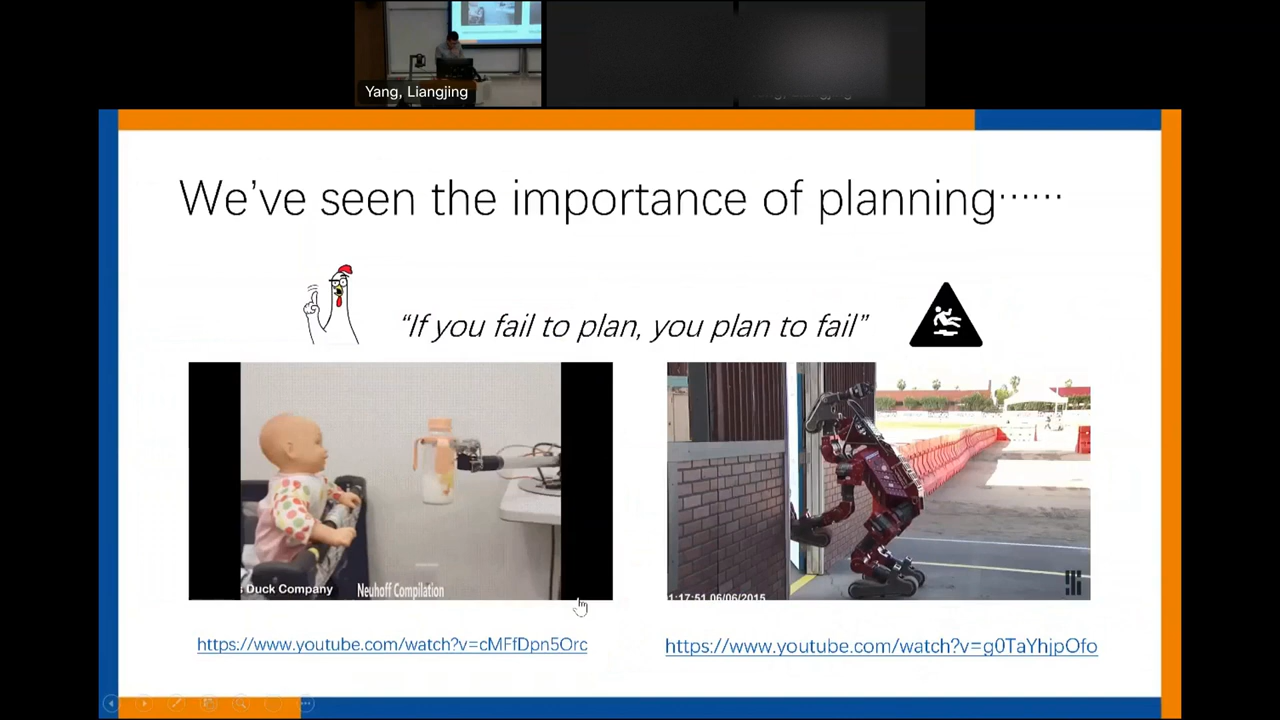 Yang, Liangjing
We've seen the importance of planning······
“If you fail to plan, you plan to fail”
Duck Company
Neuhoff Compilation
1:17:51 06/06/2015
https://www.youtube.com/watch?v=cMFfDpn5Orc
https://www.youtube.com/watch?v=g0TaYhjpOfo